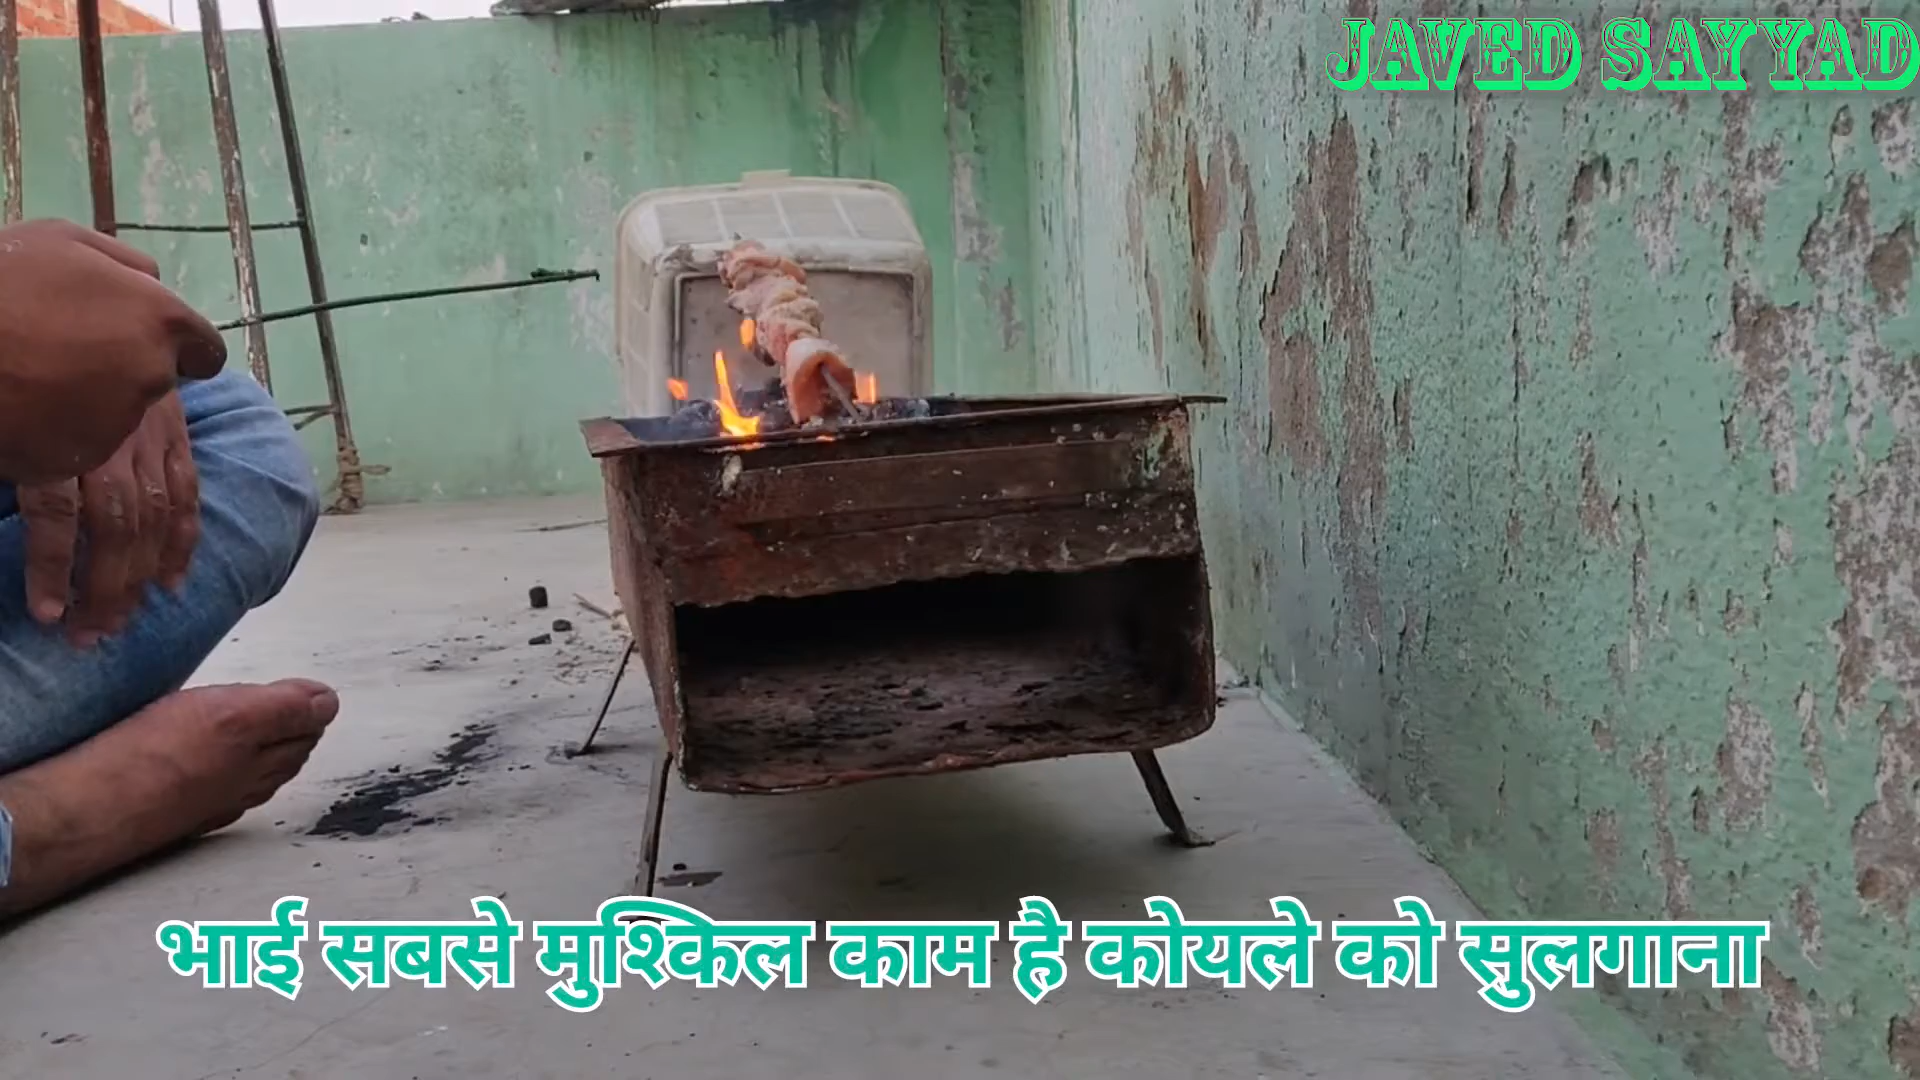 JAVED SAYYAD
भाई सबसे मुश्किल काम है कोयले को सुलगाना